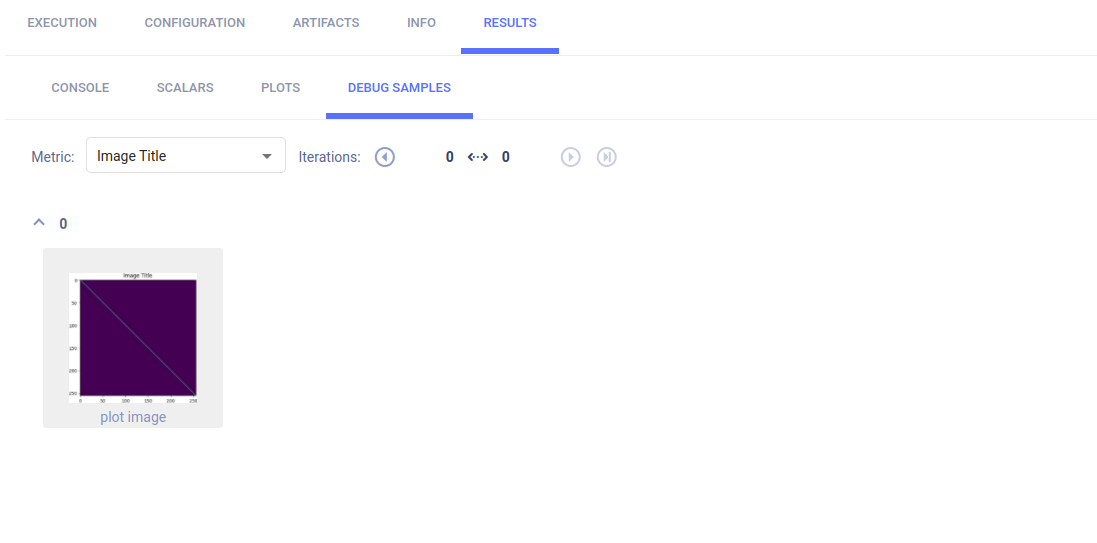 EXECUTION CONFIGURATION ARTIFACTS INFO RESULTS
CONSOLE SCALARS PLOTS DEBUG SAMPLES
Metric: Image Title Iterations: 0 0
0
Image Title
0
50
100
150
200
250
0 50 100 150 200 250
plot image